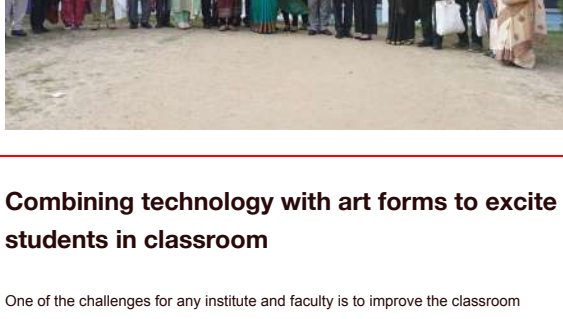 Combining technology with art forms to excite
students in classroom
One of the challenges for any institute and faculty is to improve the classroom